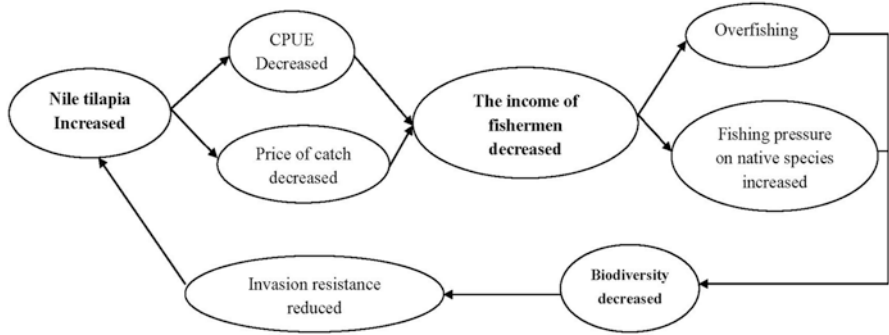 CPUE
Decreased
Overfishing
Nile tilapia
Increased
The income of
fishermen
decreased
Price of catch
decreased
Fishing pressure
on native species
increased
Invasion resistance
reduced
Biodiversity
decreased